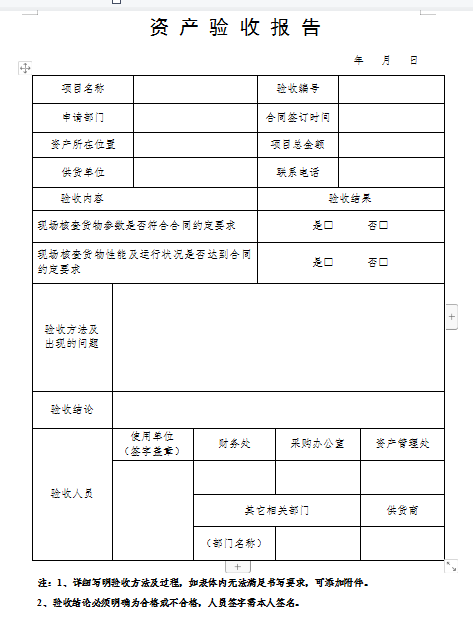 资产验收报告
年 月 日
项目名称 验收编号
申请部门 合同签订时间
资产所在位置 项目总金额
供货单位 联系电话
验收内容 验收结果
现场核查货物参数是否符合合同约定要求 是□ 否□
现场核查货物性能及运行状况是否达到合同
约定要求 是□ 否□
验收方法及
出现的问题
验收结论
验收人员
使用单位
（签字盖章） 财务处 采购办公室 资产管理处
其它相关部门 供货商
（部门名称）
注：1、详细写明验收方法及过程，如表体内无法满足书写要求，可添加附件。
2、验收结论必须明确为合格或不合格，人员签字需本人签名。